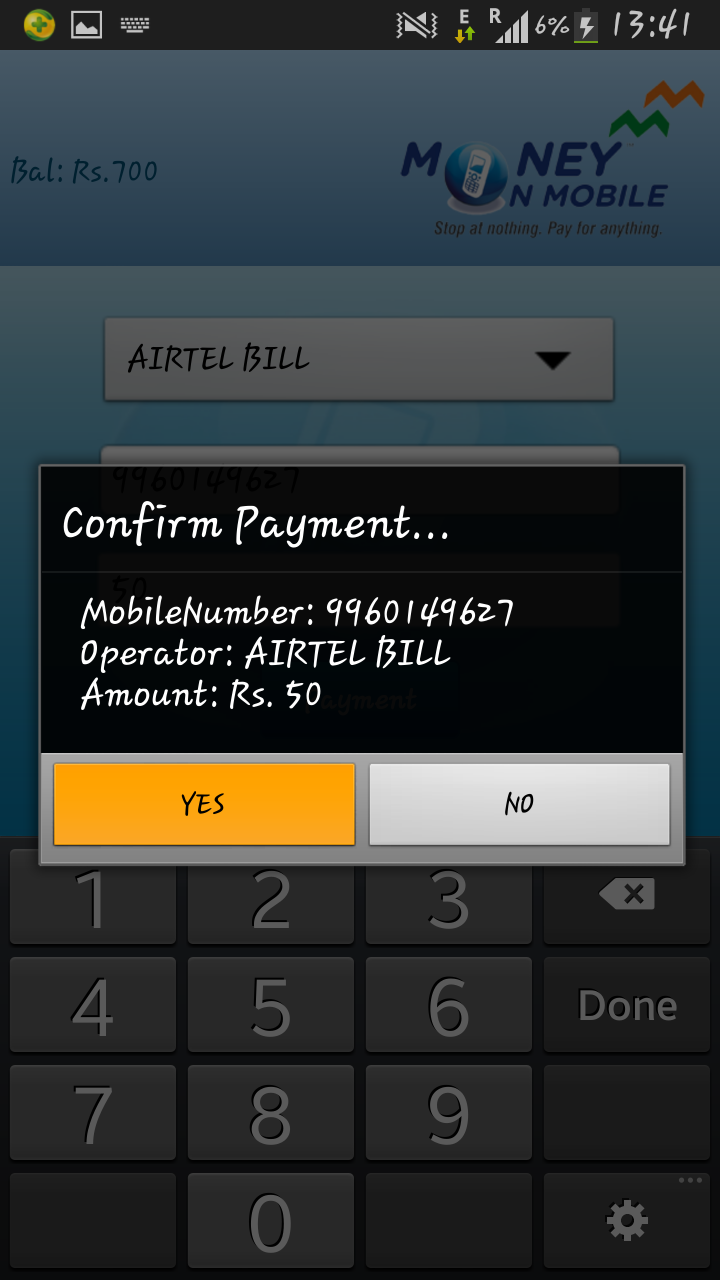 E R 6% 13:41
Bal: Rs.700
MONEY
ON MOBILE
Stop at nothing. Pay for anything.
AIRTEL BILL
9960149627
Confirm Payment...
50
MobileNumber: 9960149627
Operator: AIRTEL BILL
Amount: Rs. 50
Payment
YES NO
1 2 3
4 5 6 Done
7 8 9
0